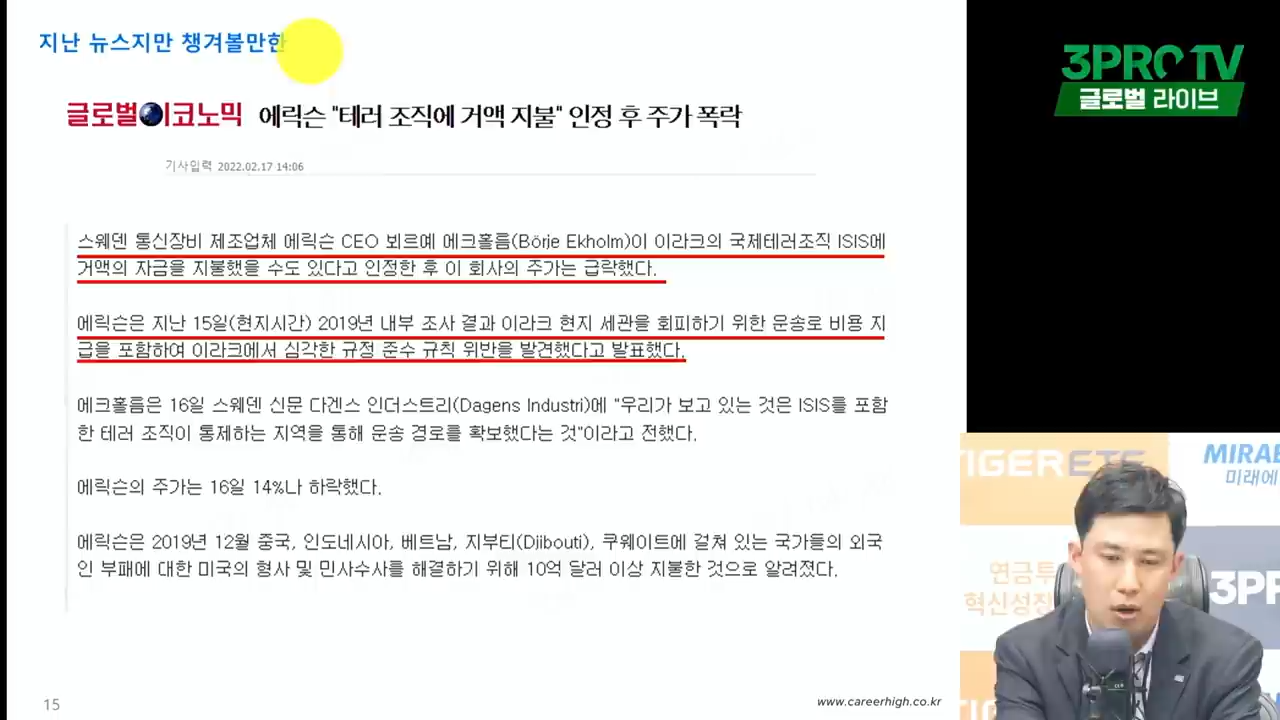 지난 뉴스지만 챙겨볼만한
글로벌이코노믹 에릭슨 "테러 조직에 거액 지불" 인정 후 주가 폭락
기사입력 2022.02.17 14:06
스웨덴 통신장비 제조업체 에릭슨 CEO 뵈르예 에크홀름(Börje Ekholm)이 이라크의 국제테러조직 ISIS에
거액의 자금을 지불했을 수도 있다고 인정한 후 이 회사의 주가는 급락했다.
에릭슨은 지난 15일(현지시간) 2019년 내부 조사 결과 이라크 현지 세관을 회피하기 위한 운송로 비용 지
급을 포함하여 이라크에서 심각한 규정 준수 규칙 위반을 발견했다고 발표했다.
에크홀름은 16일 스웨덴 신문 다겐스 인더스트리(Dagens Industri)에 "우리가 보고 있는 것은 ISIS를 포함
한 테러 조직이 통제하는 지역을 통해 운송 경로를 확보했다는 것"이라고 전했다.
에릭슨의 주가는 16일 14%나 하락했다.
에릭슨은 2019년 12월 중국, 인도네시아, 베트남, 지부티(Djibouti), 쿠웨이트에 걸쳐 있는 국가들의 외국
인 부패에 대한 미국의 형사 및 민사수사를 해결하기 위해 10억 달러 이상 지불한 것으로 알려졌다.
15
www.careerhigh.co.kr
3PRO TV
글로벌 라이브
TIGER ETF
MIRAE
미래에
연금투
혁신성장
3PR